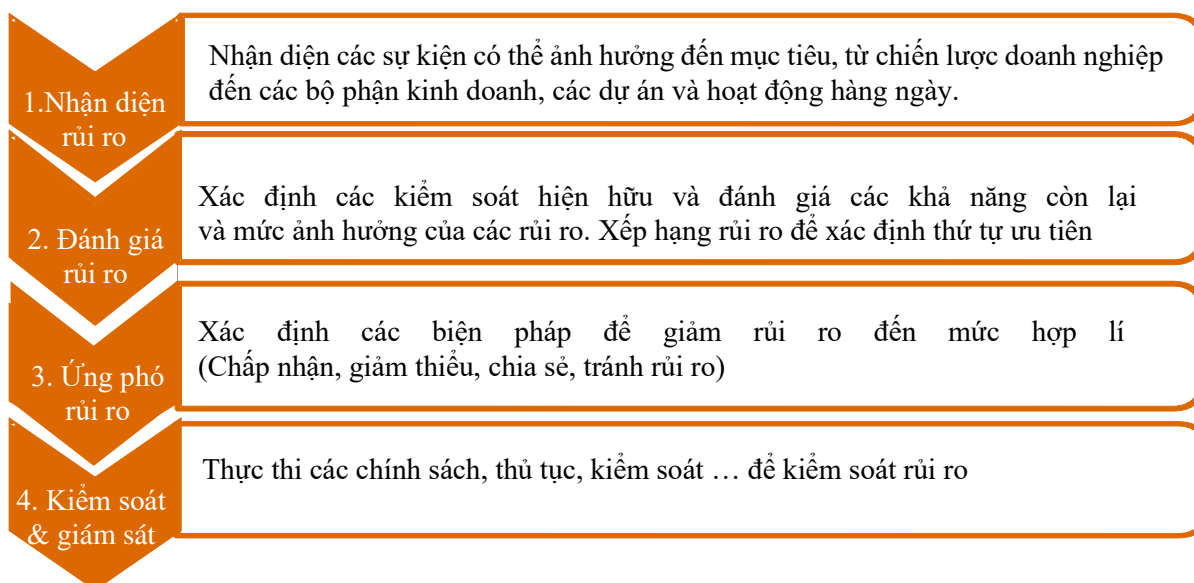 1.Nhận diện
rủi ro
Nhận diện các sự kiện có thể ảnh hưởng đến mục tiêu, từ chiến lược doanh nghiệp
đến các bộ phận kinh doanh, các dự án và hoạt động hàng ngày.
2. Đánh giá
rủi ro
Xác định các kiểm soát hiện hữu và đánh giá các khả năng còn lại
và mức ảnh hưởng của các rủi ro. Xếp hạng rủi ro để xác định thứ tự ưu tiên
3. Ứng phó
rủi ro
Xác định các biện pháp để giảm rủi ro đến mức hợp lí
(Chấp nhận, giảm thiểu, chia sẻ, tránh rủi ro)
4. Kiểm soát
& giám sát
Thực thi các chính sách, thủ tục, kiểm soát … để kiểm soát rủi ro